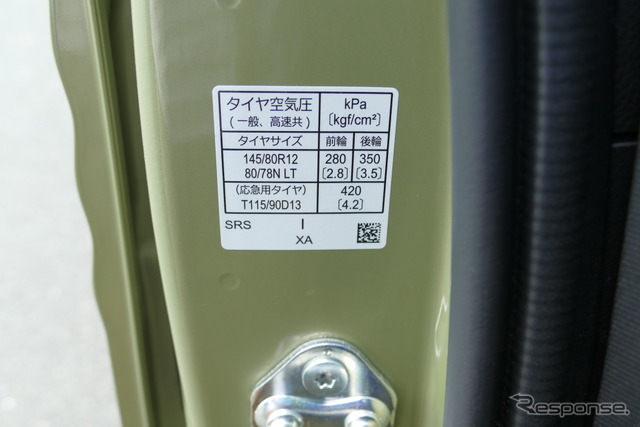 タイヤ空気圧 kPa
(一般、高速共) 〔kgf/cm²〕
タイヤサイズ 前輪 後輪
145/80R12 280 350
80/78N LT 〔2.8〕 〔3.5〕
(応急用タイヤ) 420
T115/90D13 〔4.2〕
SRS I
XA
Response.